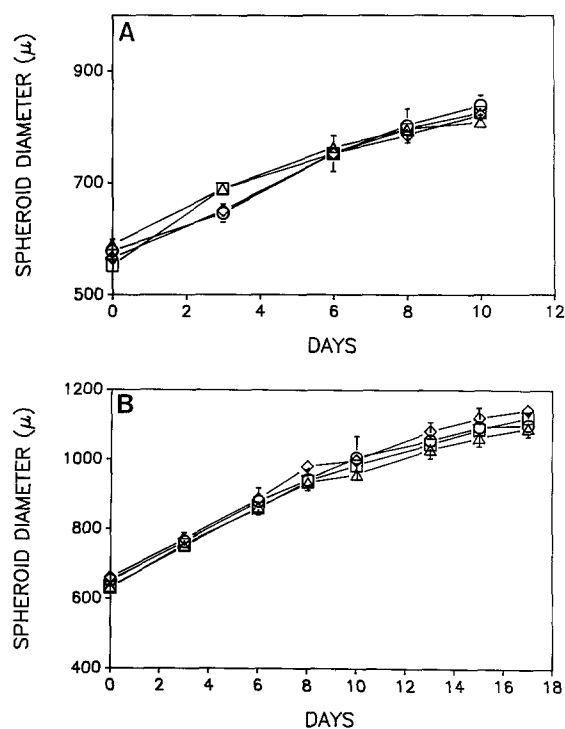 A
SPHEROID DIAMETER (μ)
900
700
500
0 2 4 6 8 10 12
DAYS
B
SPHEROID DIAMETER (μ)
1200
1000
800
600
400
0 2 4 6 8 10 12 14 16 18
DAYS